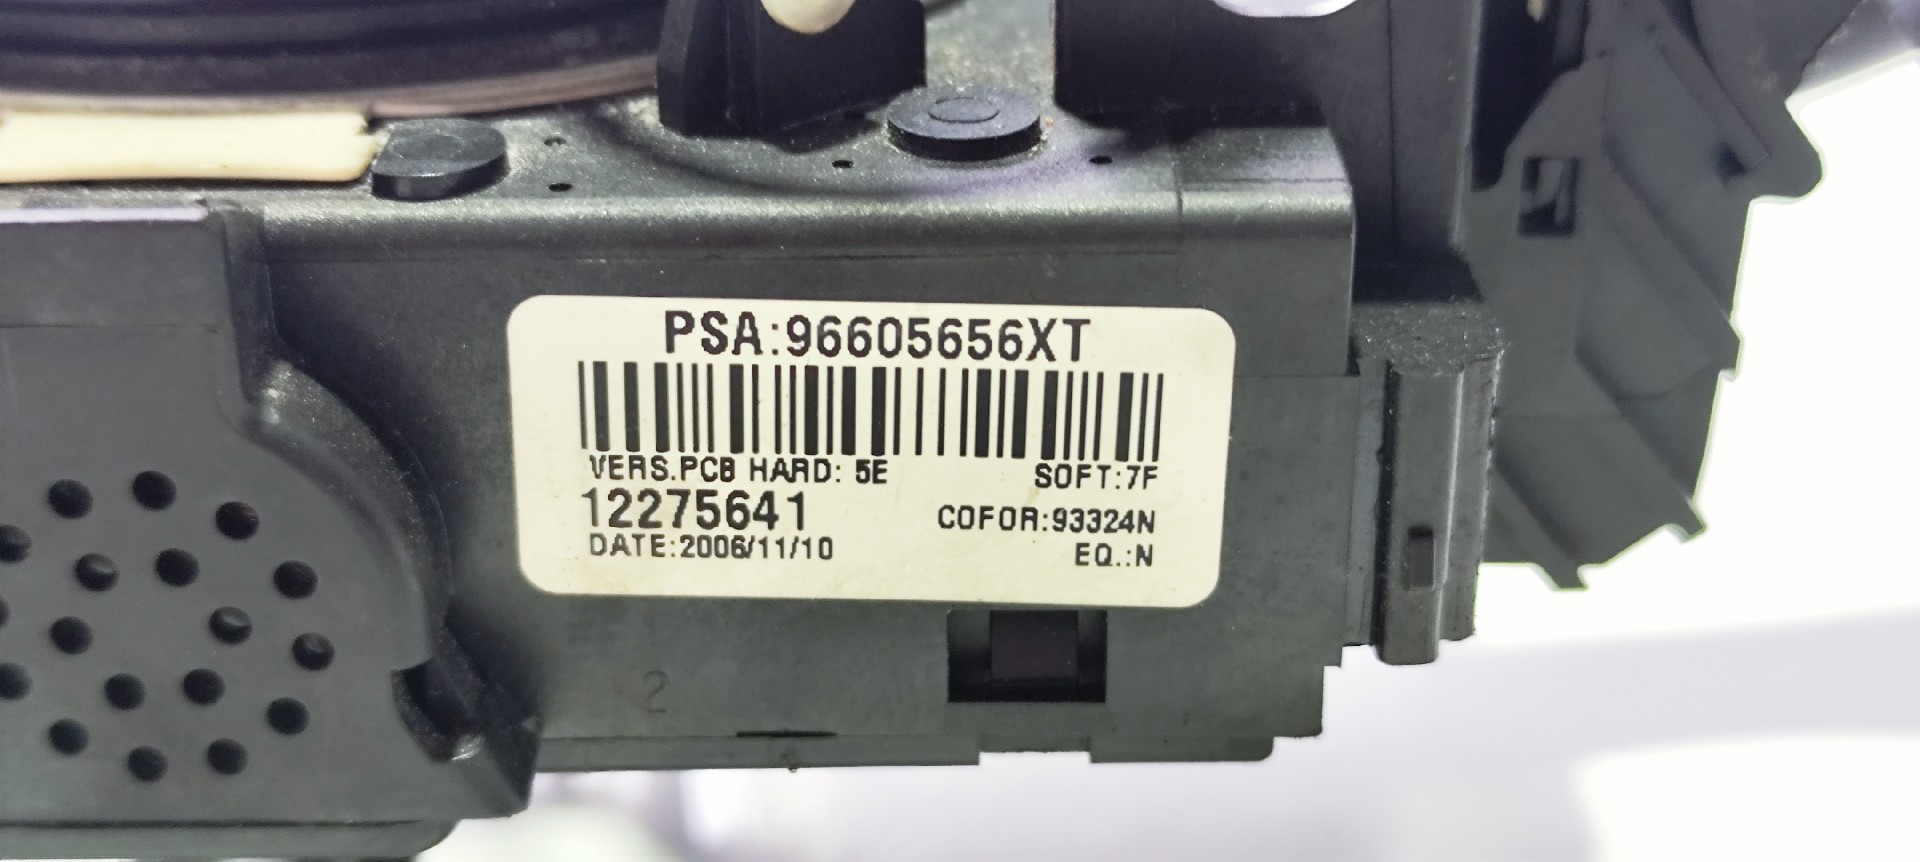 PSA:96605656XT
VERS.PCB HARD: 5E SOFT:7F
12275641 COFOR:93324N
DATE:2006/11/10 EQ.:N
2